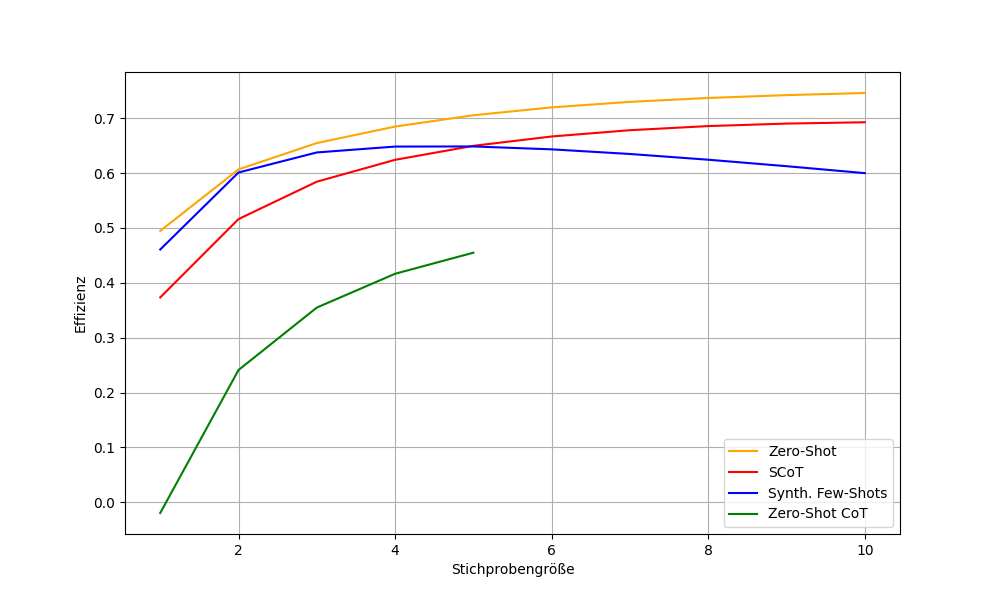 Effizienz
0.7
0.6
0.5
0.4
0.3
0.2
0.1
0.0
2 4 6 8 10
Stichprobengröße
Zero-Shot
SCoT
Synth. Few-Shots
Zero-Shot CoT